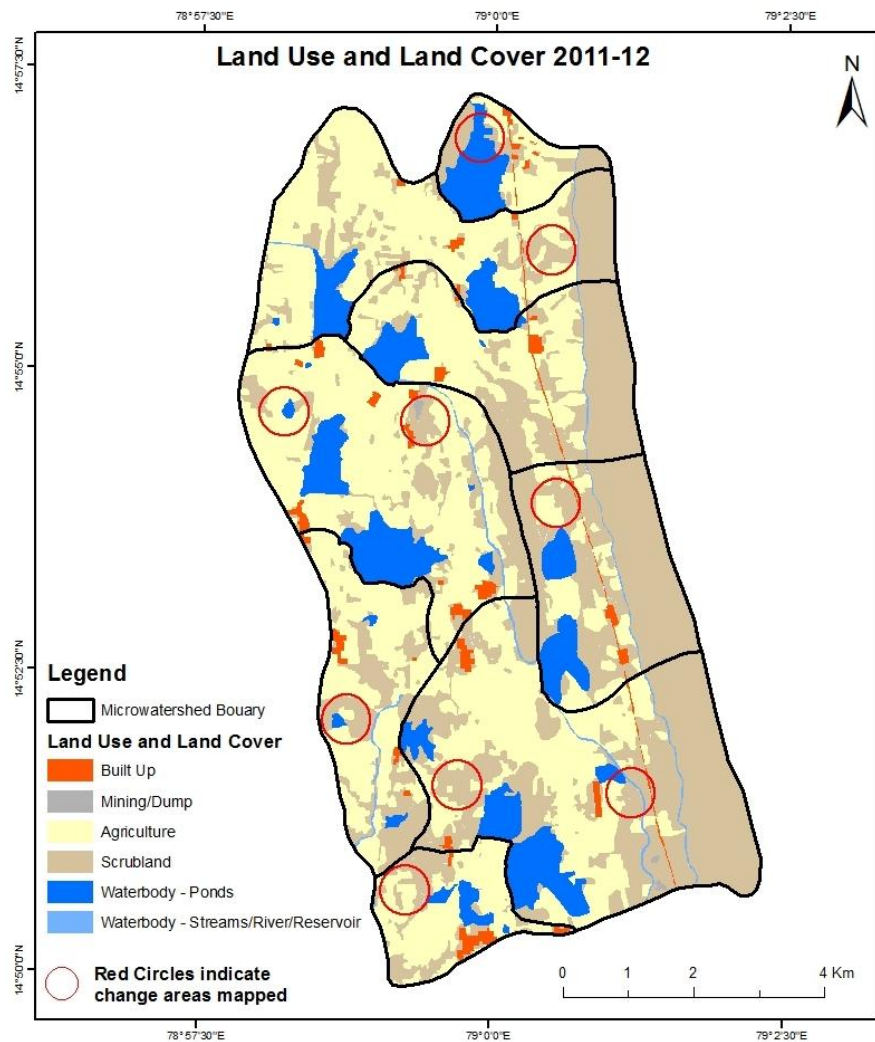 78°57'30"E 79°0'0"E 79°2'30"E
Land Use and Land Cover 2011-12
N
14°57'30"N
14°55'0"N
14°52'30"N
14°50'0"N
Legend
Microwatershed Bouary
Land Use and Land Cover
Built Up
Mining/Dump
Agriculture
Scrubland
Waterbody - Ponds
Waterbody - Streams/River/Reservoir
Red Circles indicate
change areas mapped
0 1 2 4 Km
78°57'30"E 79°0'0"E 79°2'30"E